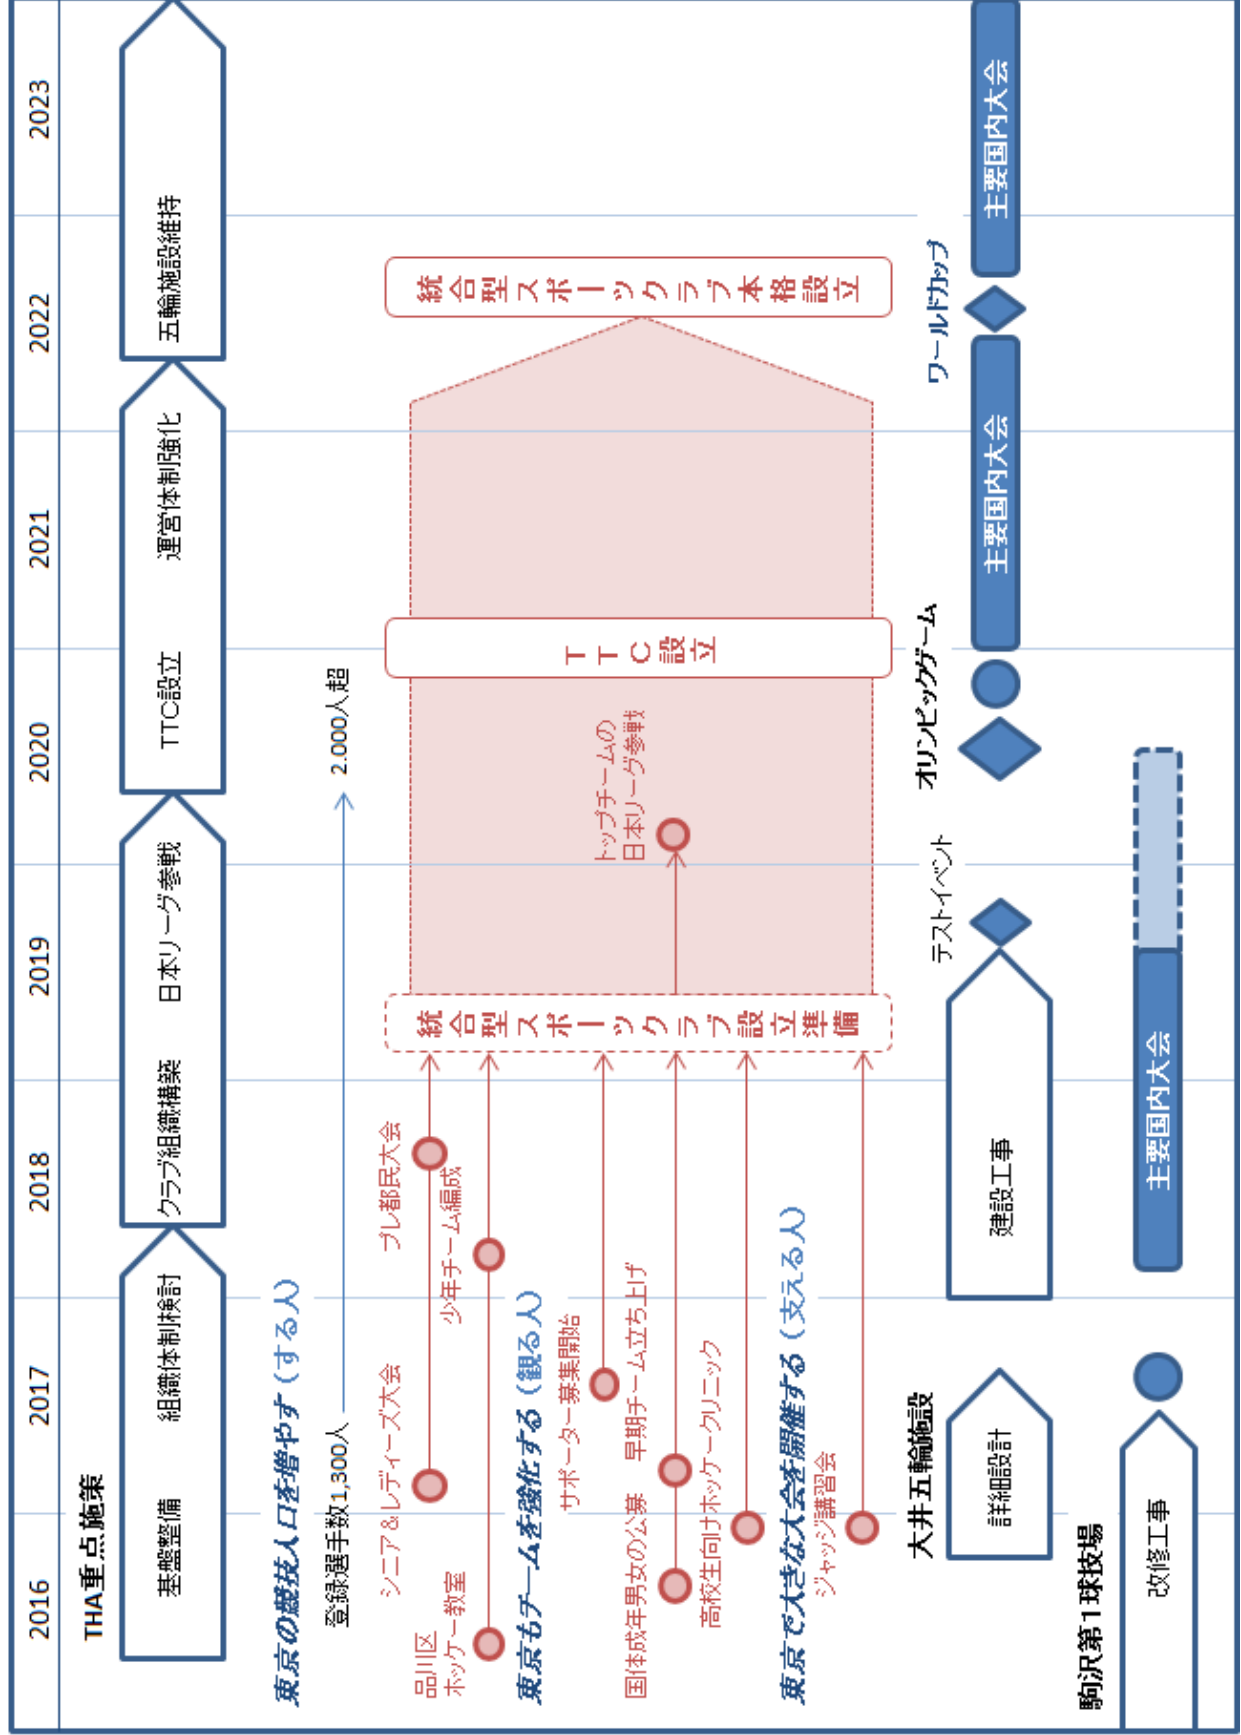 2016
2017
2018
2019
2020
2021
2022
2023
THA重点施策
基盤整備
組織体制検討
クラブ組織構築
日本リーグ参戦
TTC設立
運営体制強化
五輪施設維持
東京の競技人口を増やす（する人）
登録選手数1,300人
2.000人超
シニア＆レディーズ大会
プレ都民大会
品川区
ホッケー教室
少年チーム編成
東京もチームを強化する（観る人）
サポーター募集開始
国体成年男女の公募
早期チーム立ち上げ
高校生向けホッケークリニック
東京で大きな大会を開催する（支える人）
ジャッジ講習会
統合型スポーツクラブ設立準備
トップチームの
日本リーグ参戦
TTC設立
統合型スポーツクラブ本格設立
大井五輪施設
詳細設計
建設工事
テストイベント
オリンピックゲーム
主要国内大会
ワールドカップ
主要国内大会
駒沢第1球技場
改修工事
主要国内大会